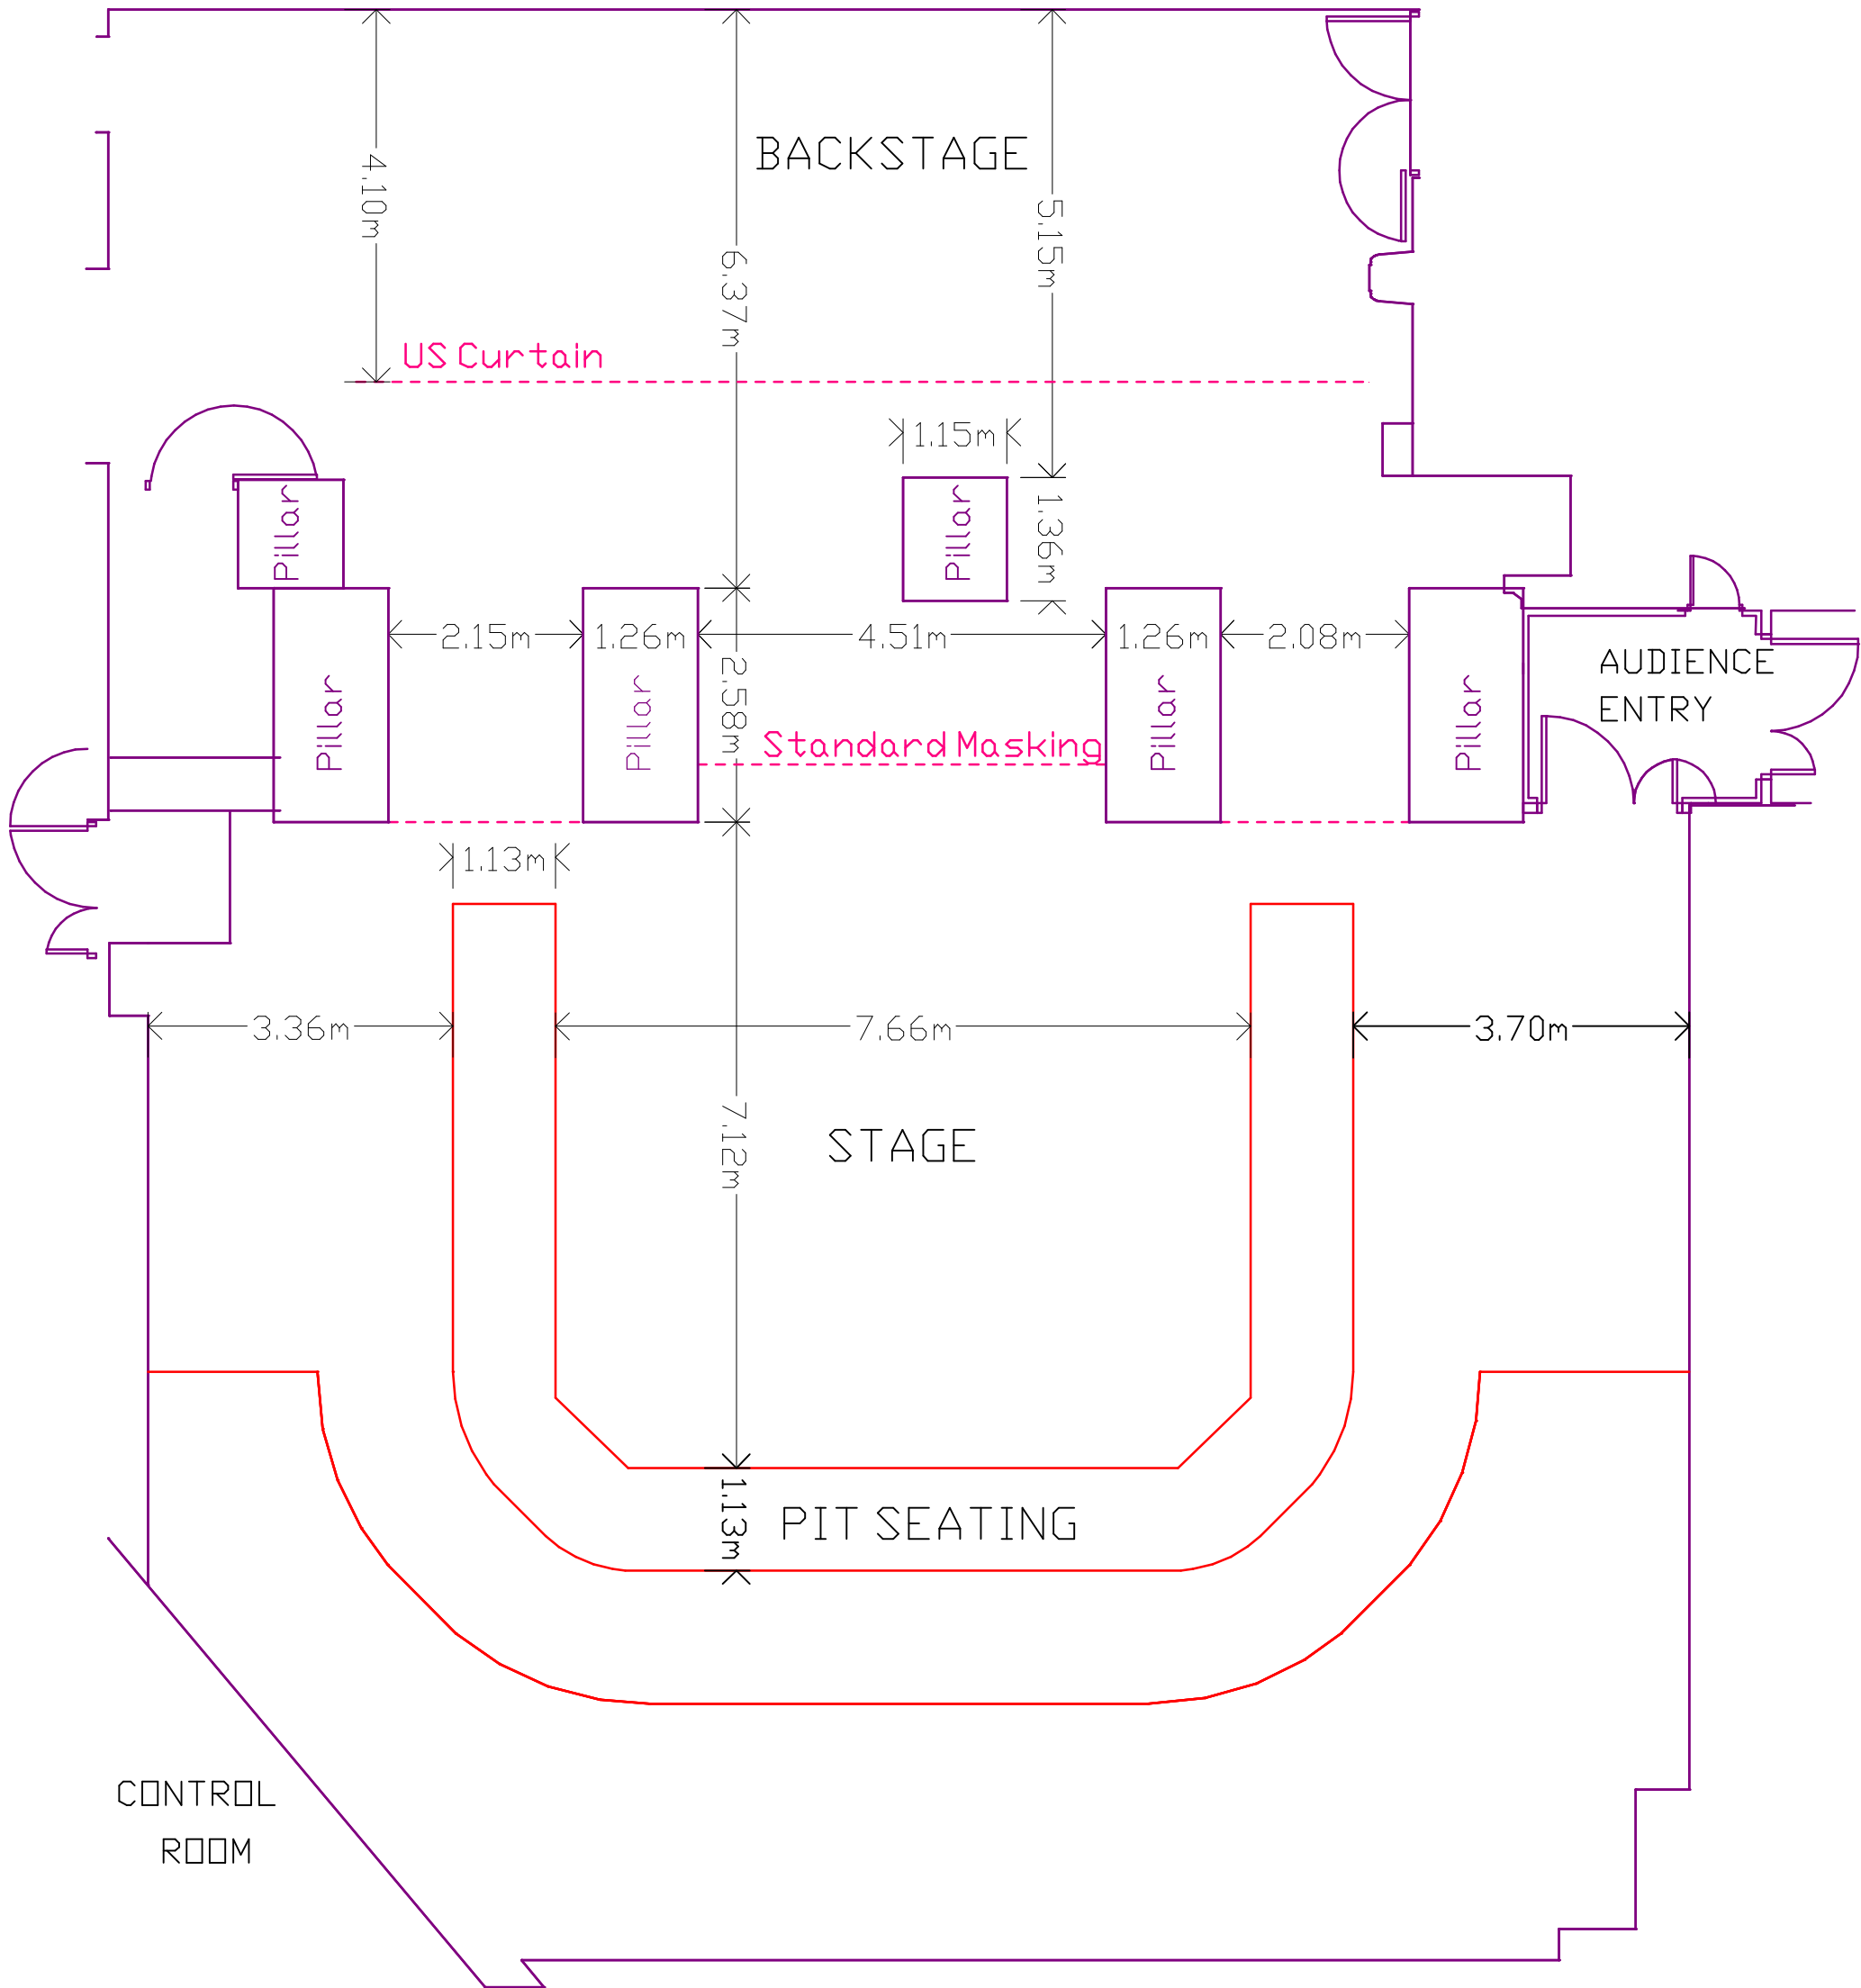 BACKSTAGE
4.10m
5.15m
6.37m
US Curtain
1.15m
Pillar
Pillar
1.36m
2.15m
1.26m
4.51m
1.26m
2.08m
AUDIENCE
ENTRY
2.58m
Pillar
Pillar
Pillar
Pillar
Standard Masking
1.13m
3.36m
7.66m
3.70m
7.12m
STAGE
1.13m
PIT SEATING
CONTROL
ROOM